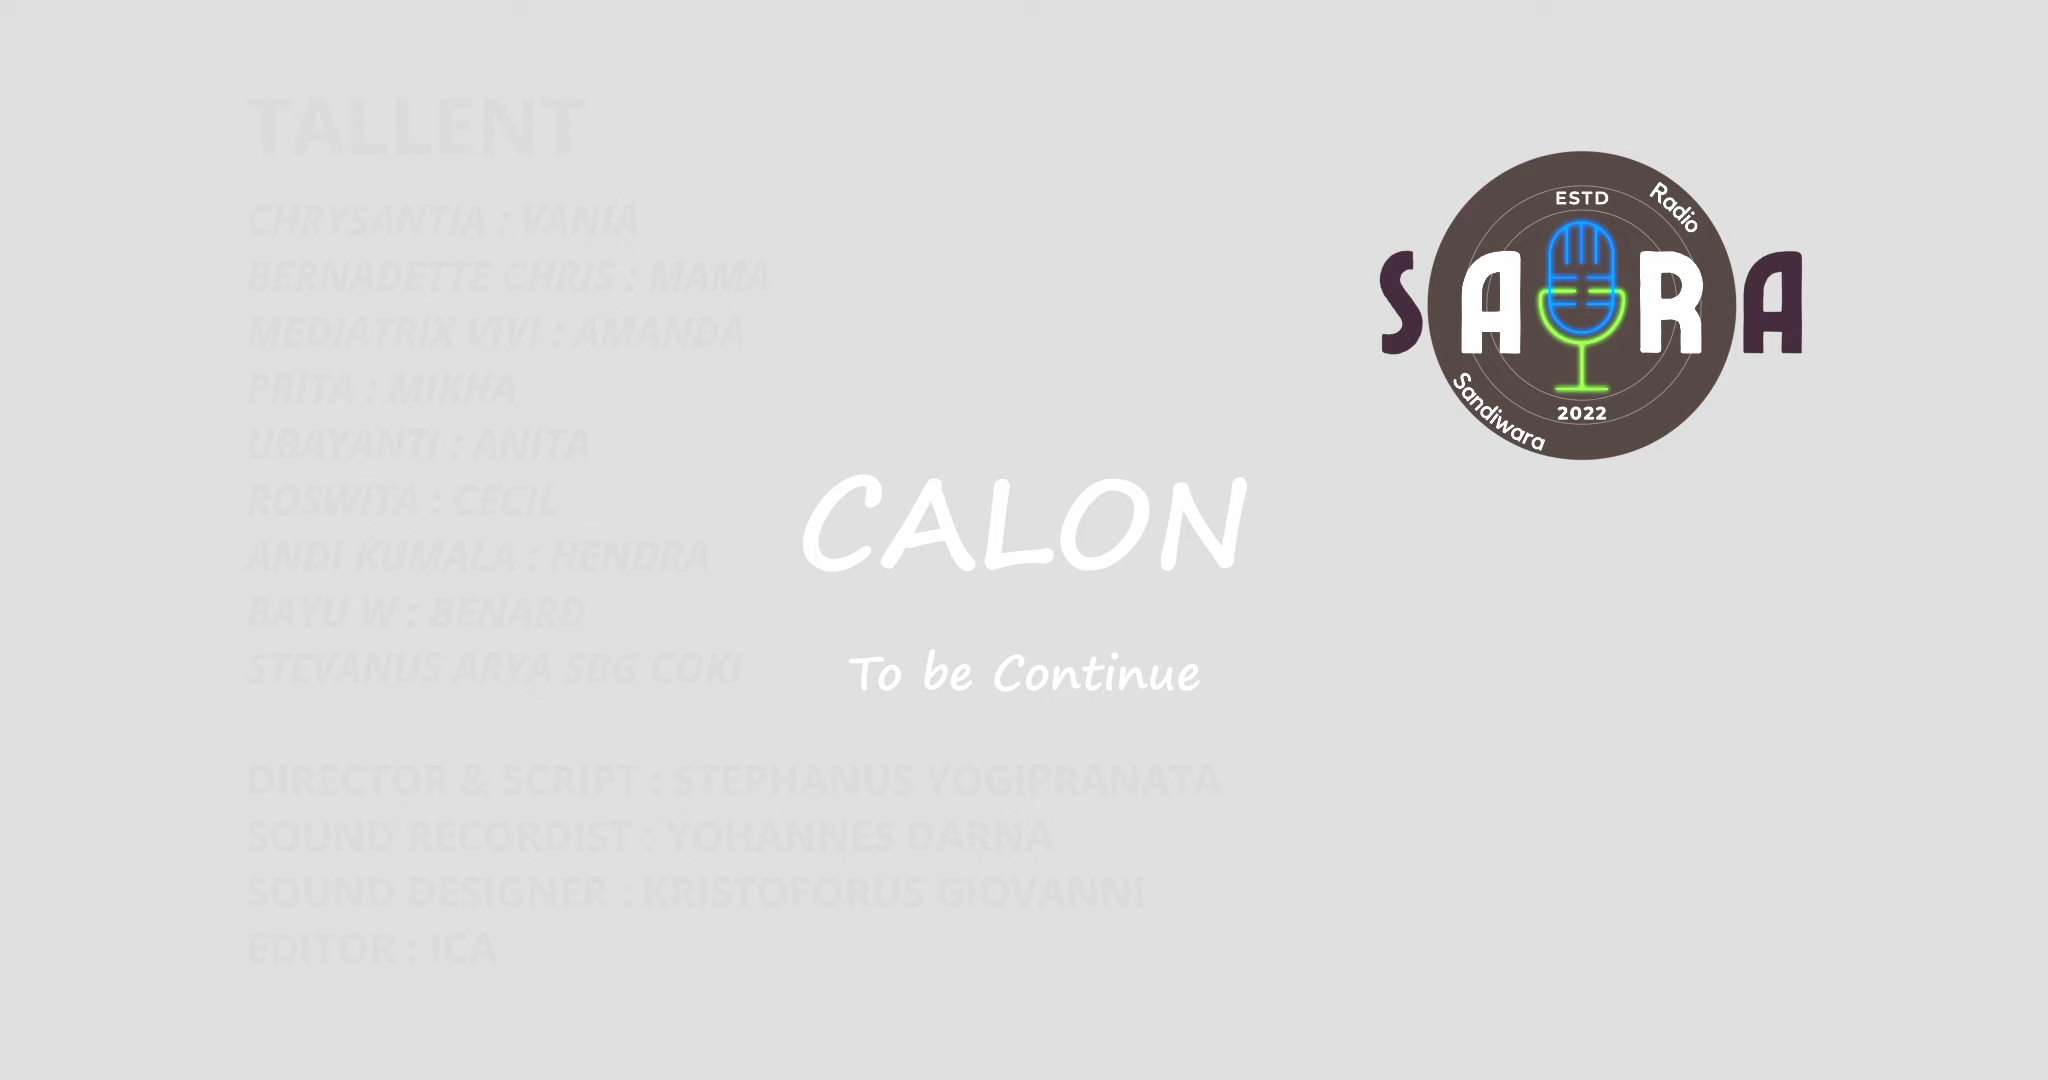 TALLENT
CHRYSANTIA : VANIA
BERNADETTE CHRIS : MAMA
MEDIATRIX VIVI : AMANDA
PRITA : MIKHA
UBAYANTI : ANITA
ROSWITA : CECIL
ANDI KUMALA : HENDRA
BAYU W : BENARD
STEVANUS ARYA SBG COKI
DIRECTOR & SCRIPT : STEPHANUS YOGIPRANATA
SOUND RECORDIST : YOHANNES DARNA
SOUND DESIGNER : KRISTOFORUS GIOVANNI
EDITOR : ICA
CALON
To be Continue
ESTD
Radio
SA RA
Sandiwara
2022